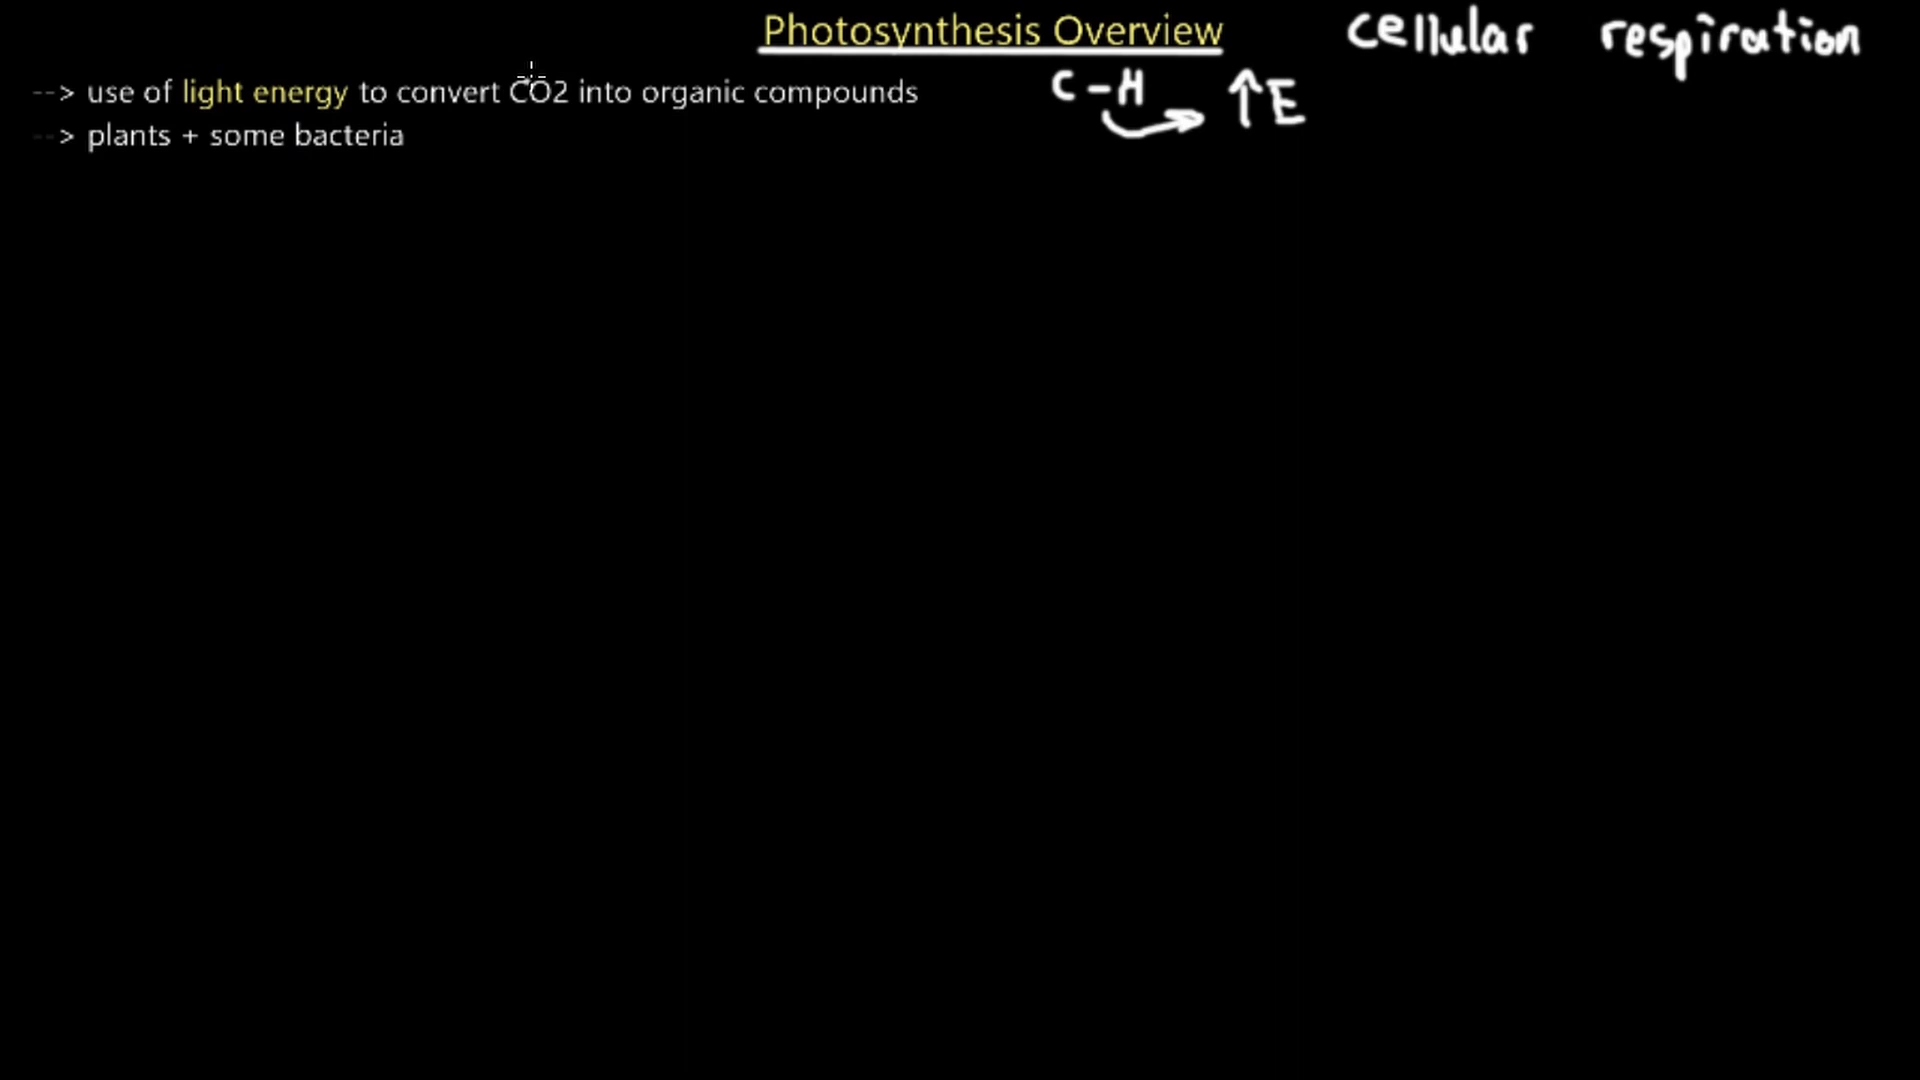 Photosynthesis Overview cellular respiration
--> use of light energy to convert CO2 into organic compounds C-H → ↑E
--> plants + some bacteria